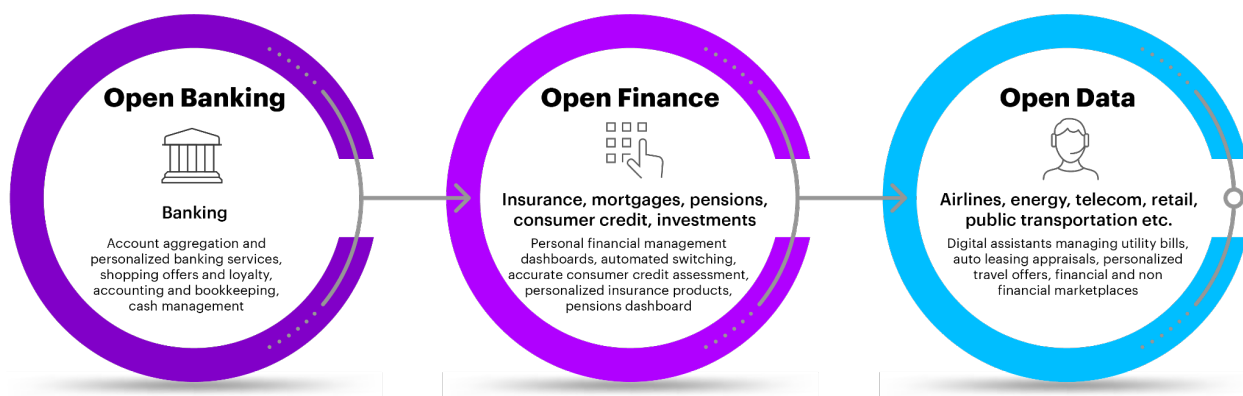 Open Banking
Banking
Account aggregation and
personalized banking services,
shopping offers and loyalty,
accounting and bookkeeping,
cash management
Open Finance
Insurance, mortgages, pensions,
consumer credit, investments
Personal financial management
dashboards, automated switching,
accurate consumer credit assessment,
personalized insurance products,
pensions dashboard
Open Data
Airlines, energy, telecom, retail,
public transportation etc.
Digital assistants managing utility bills,
auto leasing appraisals, personalized
travel offers, financial and non
financial marketplaces